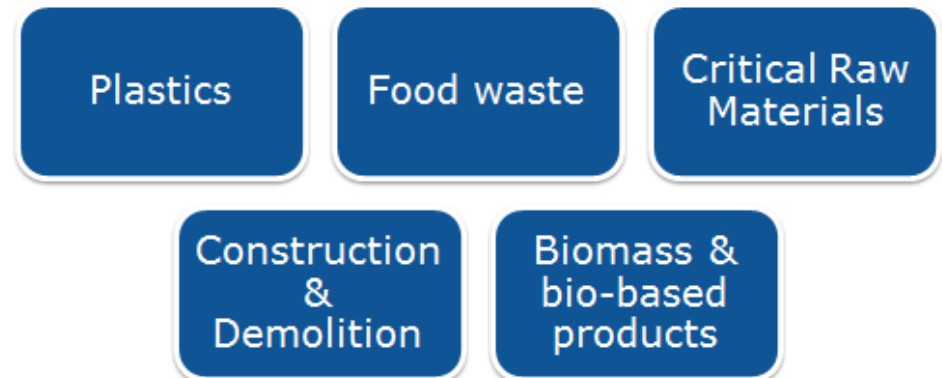 Plastics
Food waste
Critical Raw
Materials
Construction
&
Demolition
Biomass &
bio-based
products